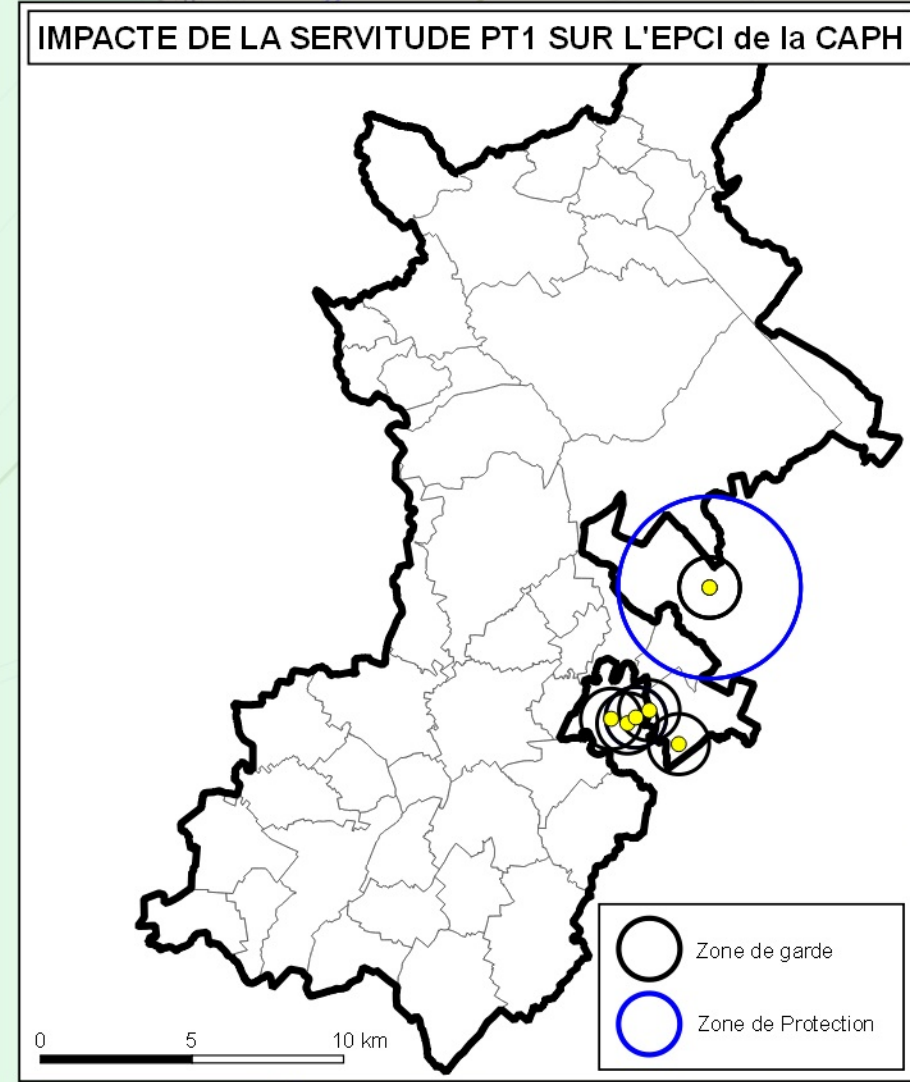 IMPACTE DE LA SERVITUDE PT1 SUR L'EPCI de la CAPH
Zone de garde
Zone de Protection
0 5 10 km